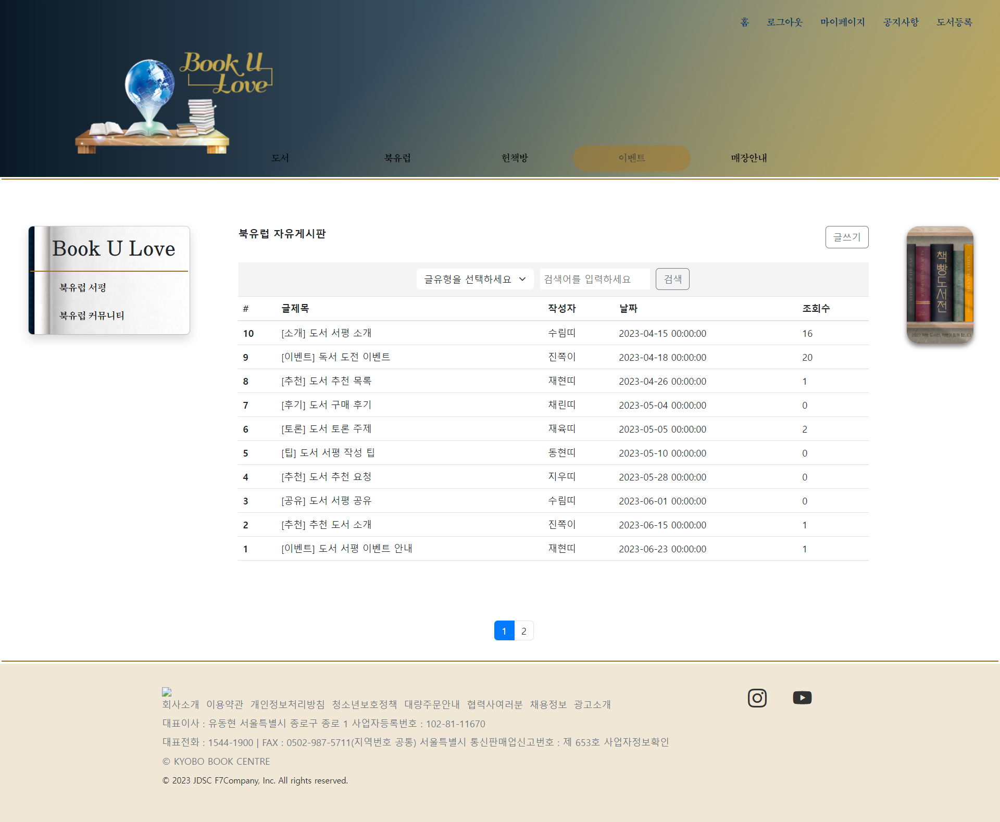 홈 로그아웃 마이페이지 공지사항 도서등록
Book U
Love
도서 북유럽 헌책방 이벤트 매장안내
Book U Love
북유럽 서평
북유럽 커뮤니티
북유럽 자유게시판
글쓰기
글유형을 선택하세요 검색어를 입력하세요 검색
# 글제목 작성자 날짜 조회수
10 [소개] 도서 서평 소개 수림띠 2023-04-15 00:00:00 16
9 [이벤트] 독서 도전 이벤트 진쪽이 2023-04-18 00:00:00 20
8 [추천] 도서 추천 목록 재현띠 2023-04-26 00:00:00 1
7 [후기] 도서 구매 후기 채린띠 2023-05-04 00:00:00 0
6 [토론] 도서 토론 주제 재육띠 2023-05-05 00:00:00 2
5 [팁] 도서 서평 작성 팁 동현띠 2023-05-10 00:00:00 0
4 [추천] 도서 추천 요청 지우띠 2023-05-28 00:00:00 0
3 [공유] 도서 서평 공유 수림띠 2023-06-01 00:00:00 0
2 [추천] 추천 도서 소개 진쪽이 2023-06-15 00:00:00 1
1 [이벤트] 도서 서평 이벤트 안내 재현띠 2023-06-23 00:00:00 1
책빵도서전
2023 책빵 도서전, 책빵이 함께 합니다.
1 2
회사소개 이용약관 개인정보처리방침 청소년보호정책 대량주문안내 협력사여러분 채용정보 광고소개
대표이사 : 유동현 서울특별시 종로구 종로 1 사업자등록번호 : 102-81-11670
대표전화 : 1544-1900 | FAX : 0502-987-5711(지역번호 공통) 서울특별시 통신판매업신고번호 : 제 653호 사업자정보확인
© KYOBO BOOK CENTRE
© 2023 JDSC F7Company, Inc. All rights reserved.